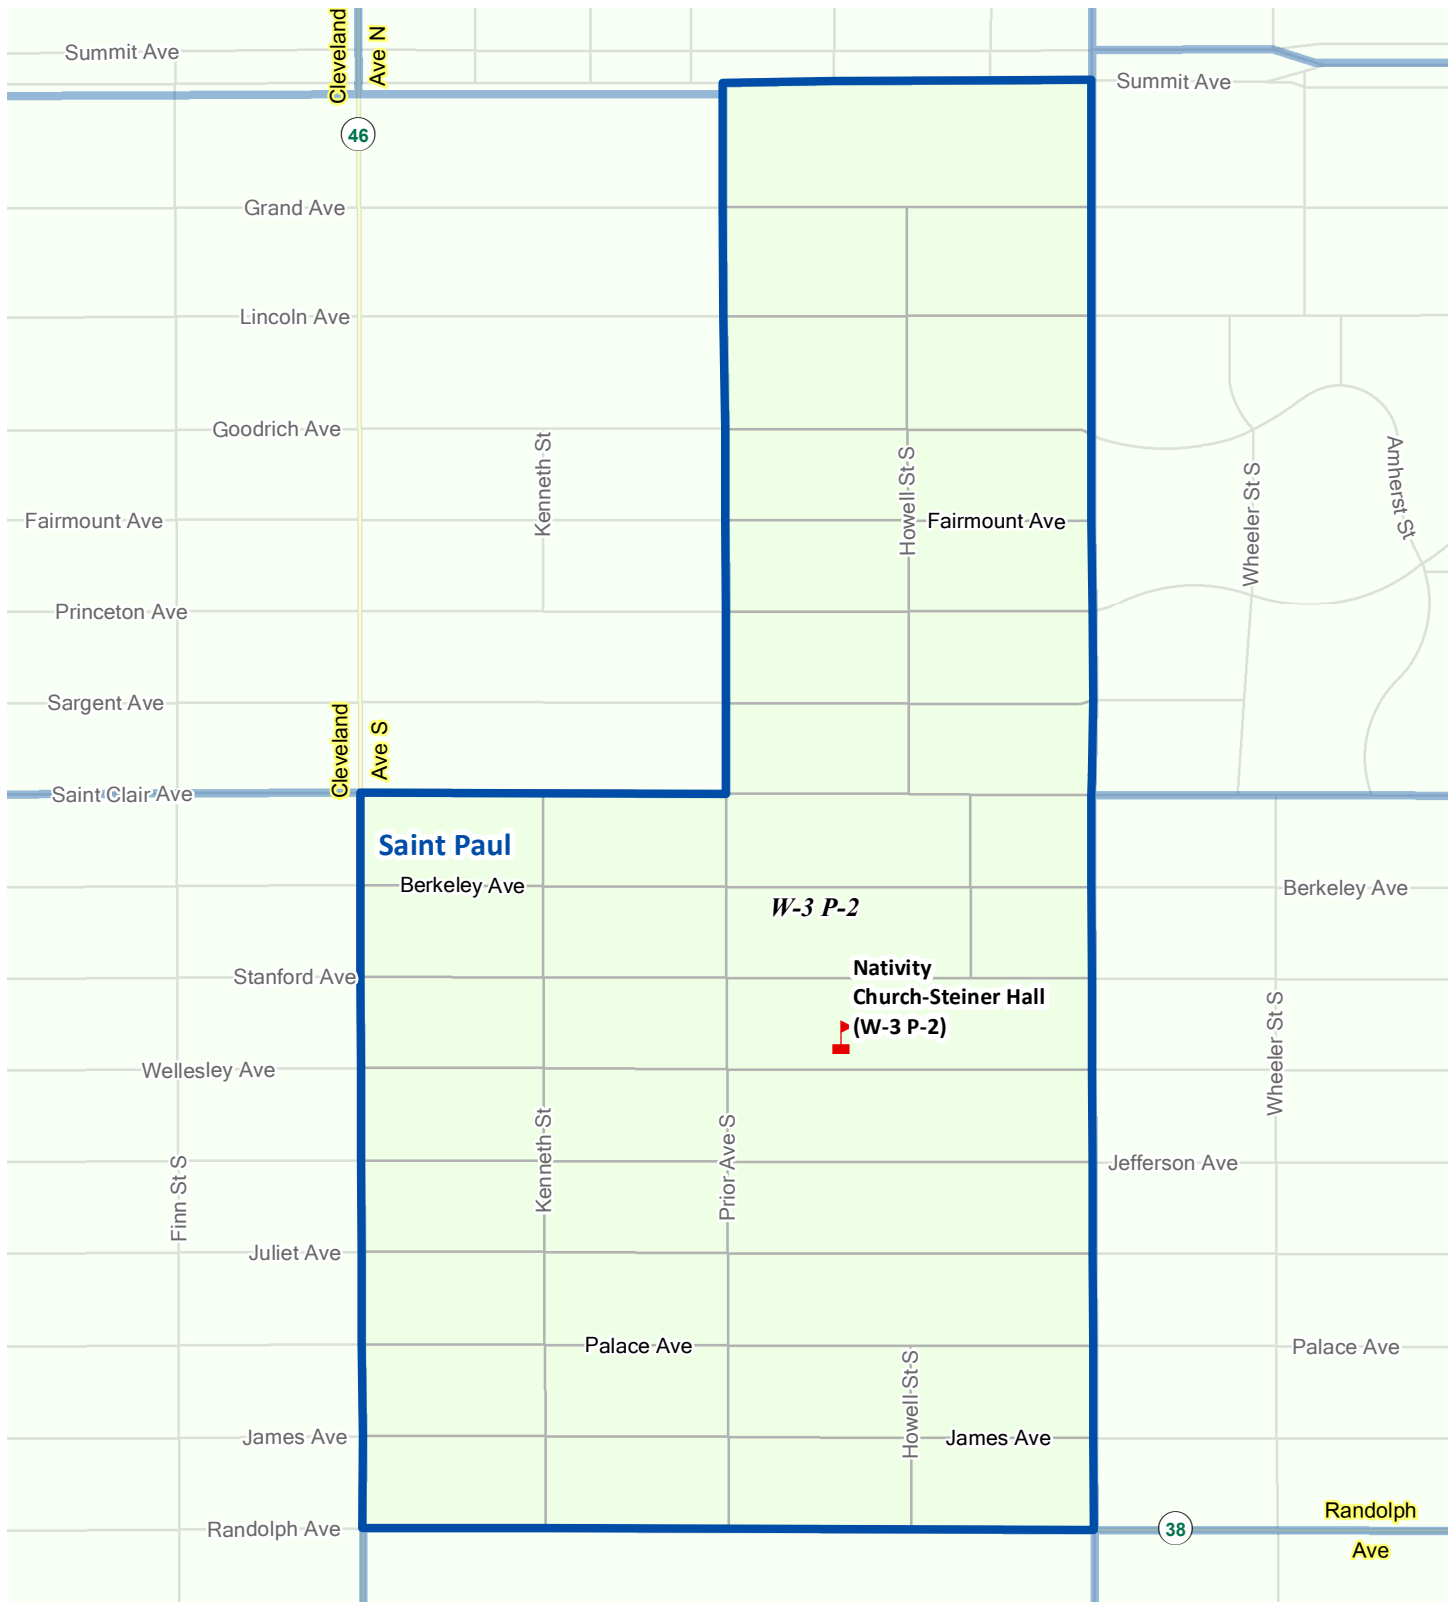 Summit Ave
Cleveland
Ave N
Summit Ave
46
Grand Ave
Lincoln Ave
Goodrich Ave
Kenneth St
Howell St S
Wheeler St S
Amherst St
Fairmount Ave
Fairmount Ave
Princeton Ave
Sargent Ave
Cleveland
Ave S
Saint Clair Ave
Saint Paul
Berkeley Ave
Berkeley Ave
W-3 P-2
Stanford Ave
Nativity
Church-Steiner Hall
(W-3 P-2)
Wheeler St S
Wellesley Ave
Kenneth St
Prior Ave S
Jefferson Ave
Finn St S
Juliet Ave
Palace Ave
Palace Ave
Howell St S
James Ave
James Ave
Randolph Ave
38
Randolph
Ave